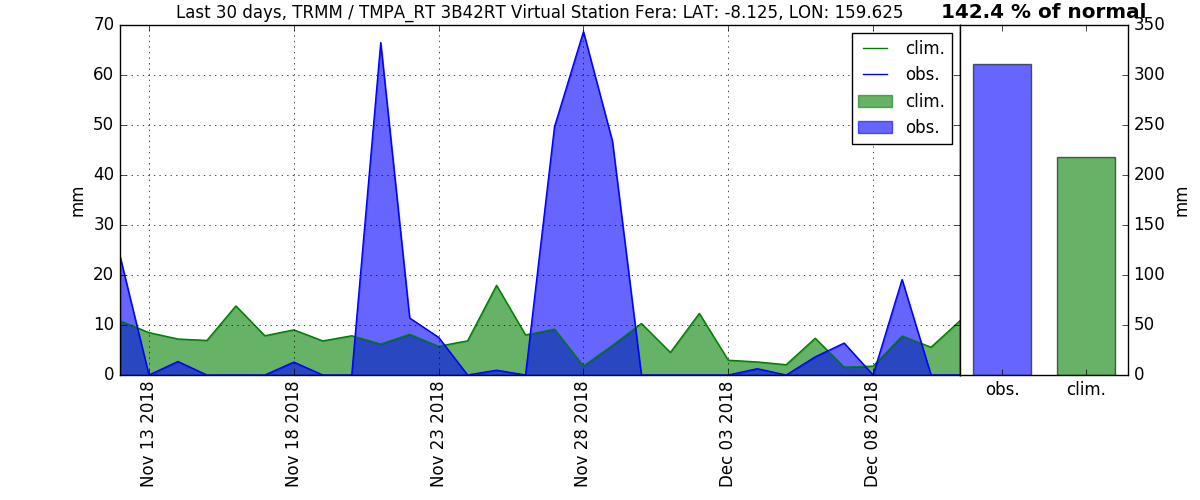 Last 30 days, TRMM / TMPA_RT 3B42RT Virtual Station Fera: LAT: -8.125, LON: 159.625
142.4 % of normal
70
60
50
40
30
20
10
0
mm
clim.
obs.
clim.
obs.
Nov 13 2018
Nov 18 2018
Nov 23 2018
Nov 28 2018
Dec 03 2018
Dec 08 2018
350
300
250
200
150
100
50
0
mm
obs.
clim.